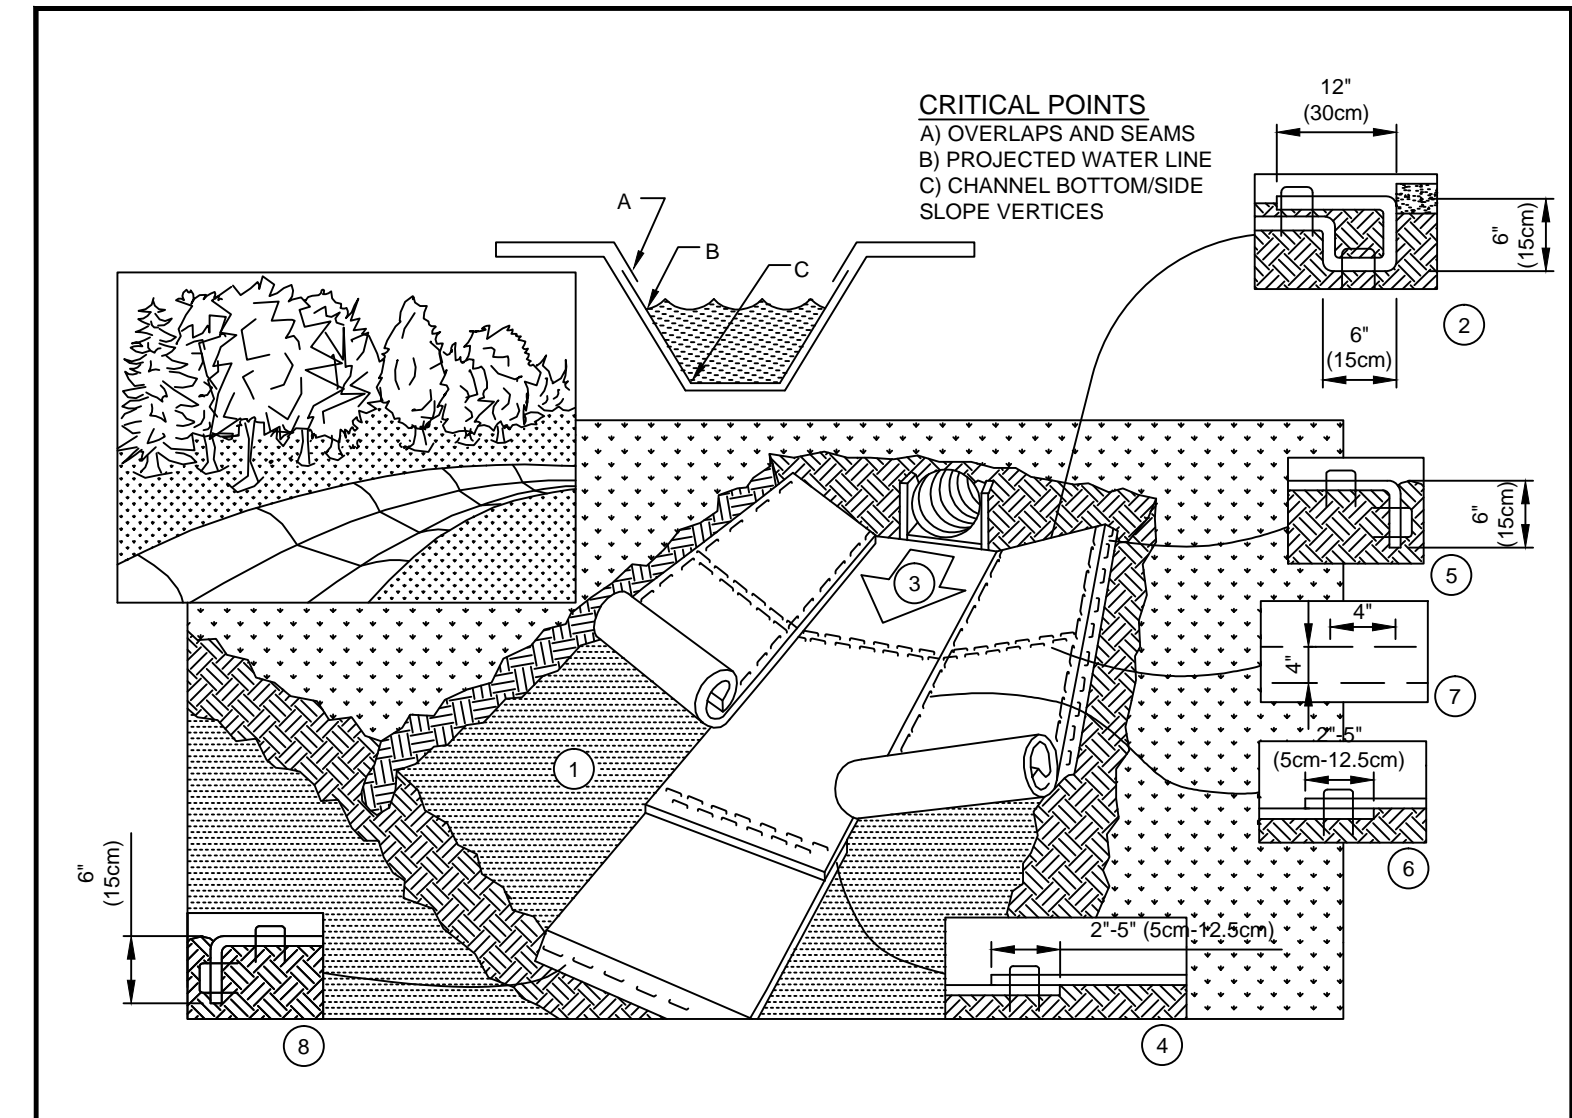 CRITICAL POINTS
A) OVERLAPS AND SEAMS
B) PROJECTED WATER LINE
C) CHANNEL BOTTOM/SIDE
SLOPE VERTICES
12"
(30cm)
6"
(15cm)
6"
(15cm)
2
A
B
C
6"
(15cm)
5
3
4"
4"
7
1
2"-5"
(5cm-12.5cm)
6
6"
(15cm)
8
2"-5" (5cm-12.5cm)
4